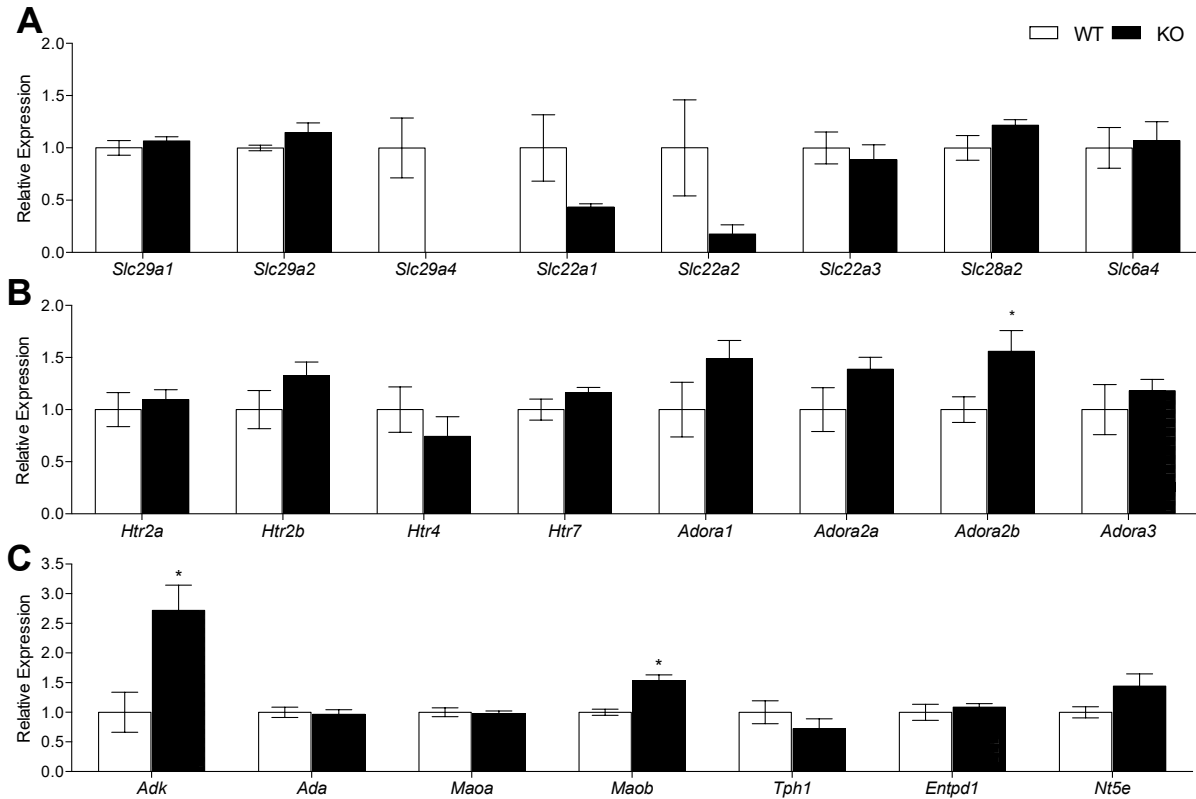 A
WT KO
Relative Expression
2.0
1.5
1.0
0.5
0.0
Slc29a1 Slc29a2 Slc29a4 Slc22a1 Slc22a2 Slc22a3 Slc28a2 Slc6a4
B
Relative Expression
2.0
1.5
*
1.0
0.5
0.0
Htr2a Htr2b Htr4 Htr7 Adora1 Adora2a Adora2b Adora3
C
Relative Expression
3.5
*
3.0
2.5
2.0
*
1.5
1.0
0.5
0.0
Adk Ada Maoa Maob Tph1 Entpd1 Nt5e